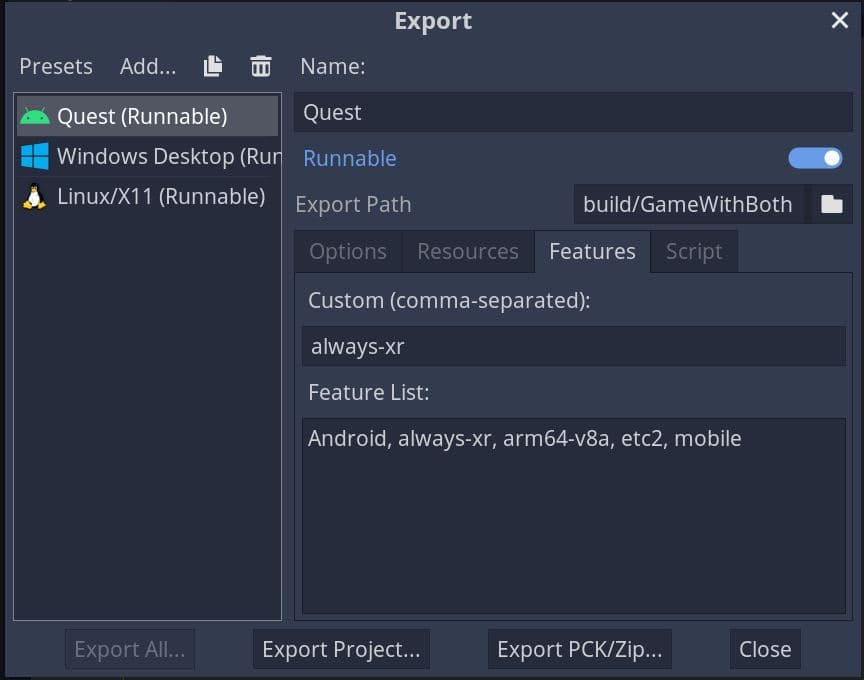 Export
Presets Add... Name:
Quest (Runnable)
Windows Desktop (Run
Linux/X11 (Runnable)
Quest
Runnable
Export Path build/GameWithBoth
Options Resources Features Script
Custom (comma-separated):
always-xr
Feature List:
Android, always-xr, arm64-v8a, etc2, mobile
Export All... Export Project... Export PCK/Zip... Close